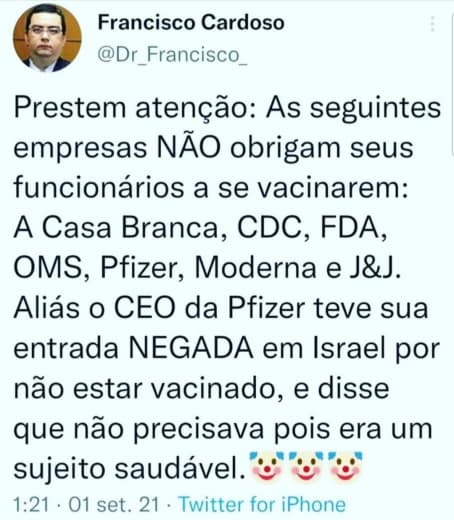 Francisco Cardoso
@Dr_Francisco_
Prestem atenção: As seguintes
empresas NÃO obrigam seus
funcionários a se vacinarem:
A Casa Branca, CDC, FDA,
OMS, Pfizer, Moderna e J&J.
Aliás o CEO da Pfizer teve sua
entrada NEGADA em Israel por
não estar vacinado, e disse
que não precisava pois era um
sujeito saudável.🤡🤡🤡
1:21 · 01 set. 21 · Twitter for iPhone